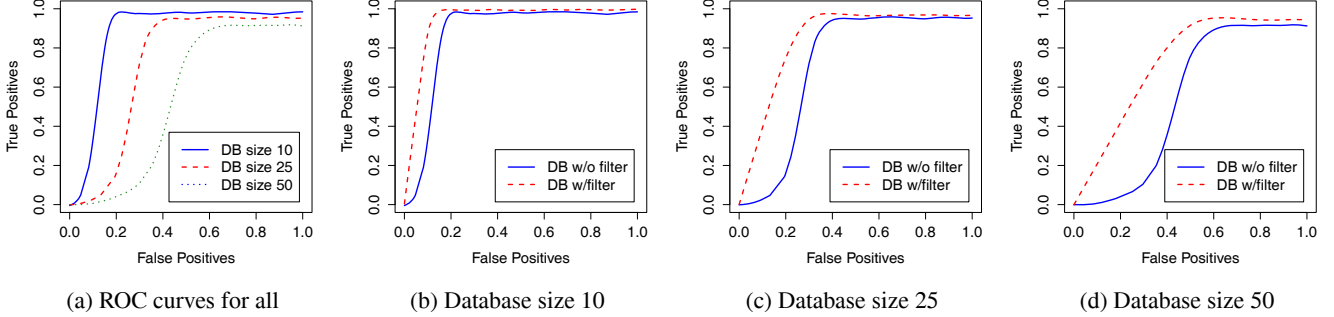 True Positives
0.0 0.2 0.4 0.6 0.8 1.0
DB size 10
DB size 25
DB size 50
0.0 0.2 0.4 0.6 0.8 1.0
False Positives
(a) ROC curves for all
True Positives
0.0 0.2 0.4 0.6 0.8 1.0
DB w/o filter
DB w/filter
0.0 0.2 0.4 0.6 0.8 1.0
False Positives
(b) Database size 10
True Positives
0.0 0.2 0.4 0.6 0.8 1.0
DB w/o filter
DB w/filter
0.0 0.2 0.4 0.6 0.8 1.0
False Positives
(c) Database size 25
True Positives
0.0 0.2 0.4 0.6 0.8 1.0
DB w/o filter
DB w/filter
0.0 0.2 0.4 0.6 0.8 1.0
False Positives
(d) Database size 50